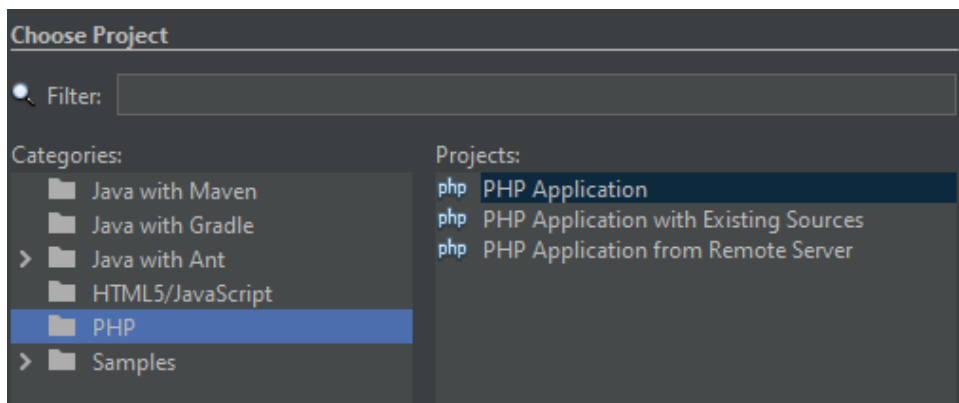 Choose Project
Filter:
Categories:
Java with Maven
Java with Gradle
Java with Ant
HTML5/JavaScript
PHP
Samples
Projects:
php PHP Application
php PHP Application with Existing Sources
php PHP Application from Remote Server